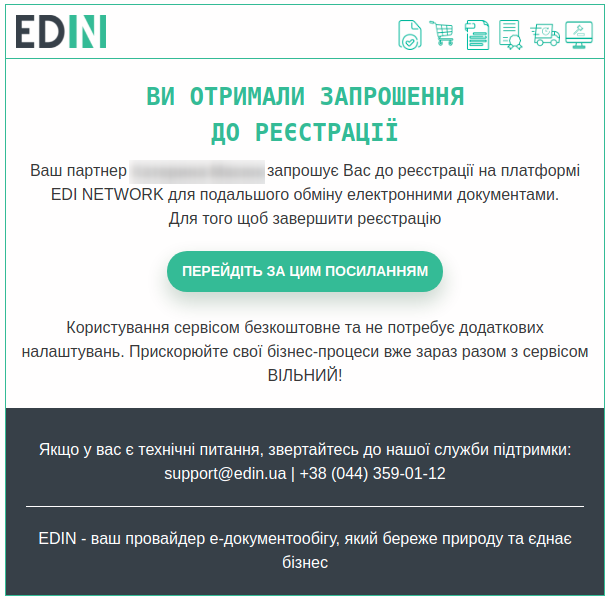 EDIN
ВИ ОТРИМАЛИ ЗАПРОШЕННЯ
ДО РЕЄСТРАЦІЇ
Ваш партнер запрошує Вас до реєстрації на платформі
EDI NETWORK для подальшого обміну електронними документами.
Для того щоб завершити реєстрацію
ПЕРЕЙДІТЬ ЗА ЦИМ ПОСИЛАННЯМ
Користування сервісом безкоштовне та не потребує додаткових
налаштувань. Прискорюйте свої бізнес-процеси вже зараз разом з сервісом
ВІЛЬНИЙ!
Якщо у вас є технічні питання, звертайтесь до нашої служби підтримки:
support@edin.ua | +38 (044) 359-01-12
EDIN - ваш провайдер е-документообігу, який береже природу та єднає
бізнес